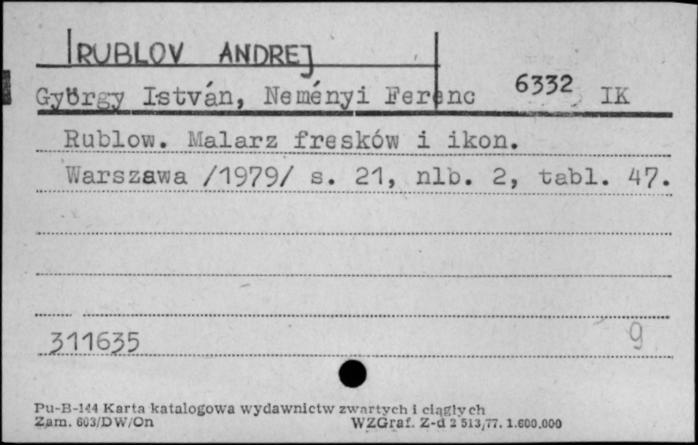 RUBLOV ANDREJ
György István, Neményi Ferenc 6332 IK
Rublow. Malarz fresków i ikon.
Warszawa /1979/ s. 21, nlb. 2, tabl. 47.
311635 9
Pu-B-144 Karta katalogowa wydawnictw zwartych i ciągłych
Zam. 603/DW/On WZGraf. Z-d 2 513,77. 1.600.000